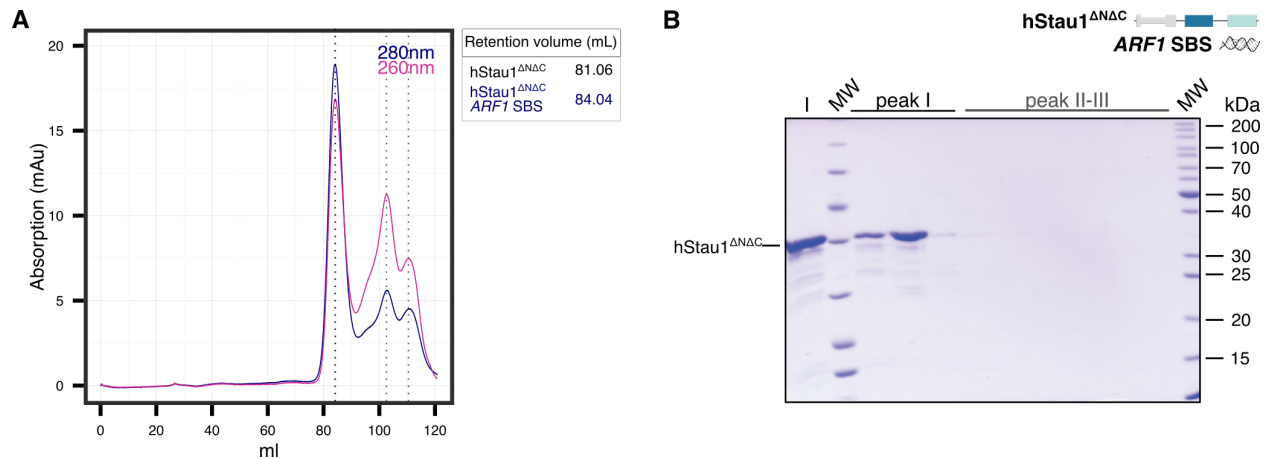 A
280nm
260nm
Absorption (mAu)
20
15
10
5
0
0 20 40 60 80 100 120
ml
Retention volume (mL)
hStau1ΔNΔC 81.06
hStau1ΔNΔC
ARF1 SBS 84.04
B
hStau1ΔNΔC
ARF1 SBS
I MW peak I peak II-III MW kDa
hStau1ΔNΔC
200
100
70
50
40
30
25
20
15